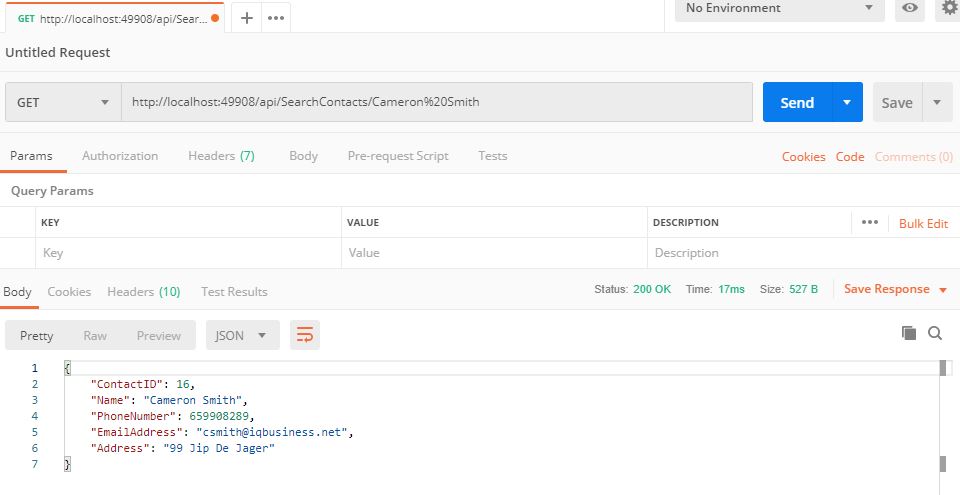 GET http://localhost:49908/api/Sear...
No Environment
Untitled Request
GET http://localhost:49908/api/SearchContacts/Cameron%20Smith Send Save
Params Authorization Headers (7) Body Pre-request Script Tests Cookies Code Comments (0)
Query Params
KEY VALUE DESCRIPTION ••• Bulk Edit
Key Value Description
Body Cookies Headers (10) Test Results Status: 200 OK Time: 17ms Size: 527 B Save Response
Pretty Raw Preview JSON
1 {
2 "ContactID": 16,
3 "Name": "Cameron Smith",
4 "PhoneNumber": 659908289,
5 "EmailAddress": "csmith@iqbusiness.net",
6 "Address": "99 Jip De Jager"
7 }